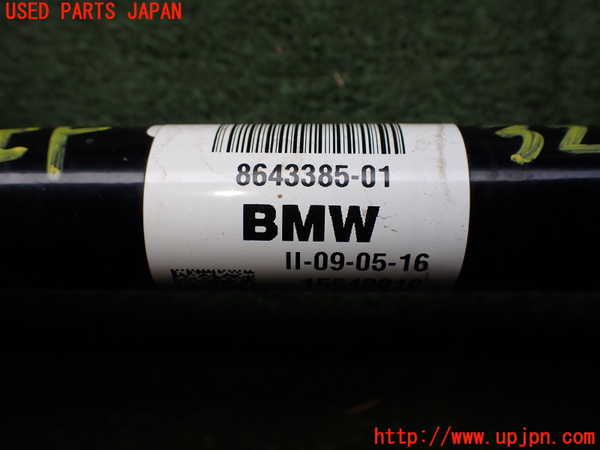 USED PARTS JAPAN
8643385-01
BMW
II-09-05-16
http://www.upjpn.com/